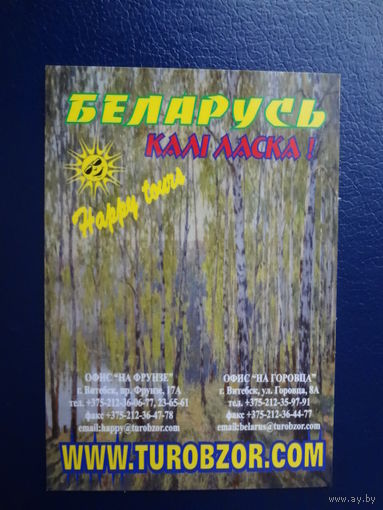 БЕЛАРУСЬ
КАЛІ ЛАСКА !
Happy tours
ОФИС "НА ФРУНЗЕ"
г. Витебск, пр. Фрунзе, 17А
тел. +375-212-36-06-77, 23-65-61
факс +375-212-36-47-78
email:happy@turobzor.com
ОФИС "НА ГОРОВЦА"
г. Витебск, ул. Горовца, 8А
тел. +375-212-35-97-91
факс +375-212-36-44-77
email:belarus@turobzor.com
WWW.TUROBZOR.COM
www.ay.by